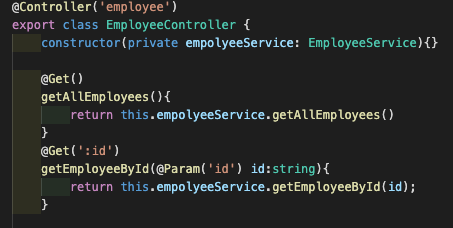 @Controller('employee')
export class EmployeeController {
    constructor(private empolyeeService: EmployeeService){}

    @Get()
    getAllEmployees(){
        return this.empolyeeService.getAllEmployees()
    }
    @Get(':id')
    getEmployeeById(@Param('id') id:string){
        return this.empolyeeService.getEmployeeById(id);
    }